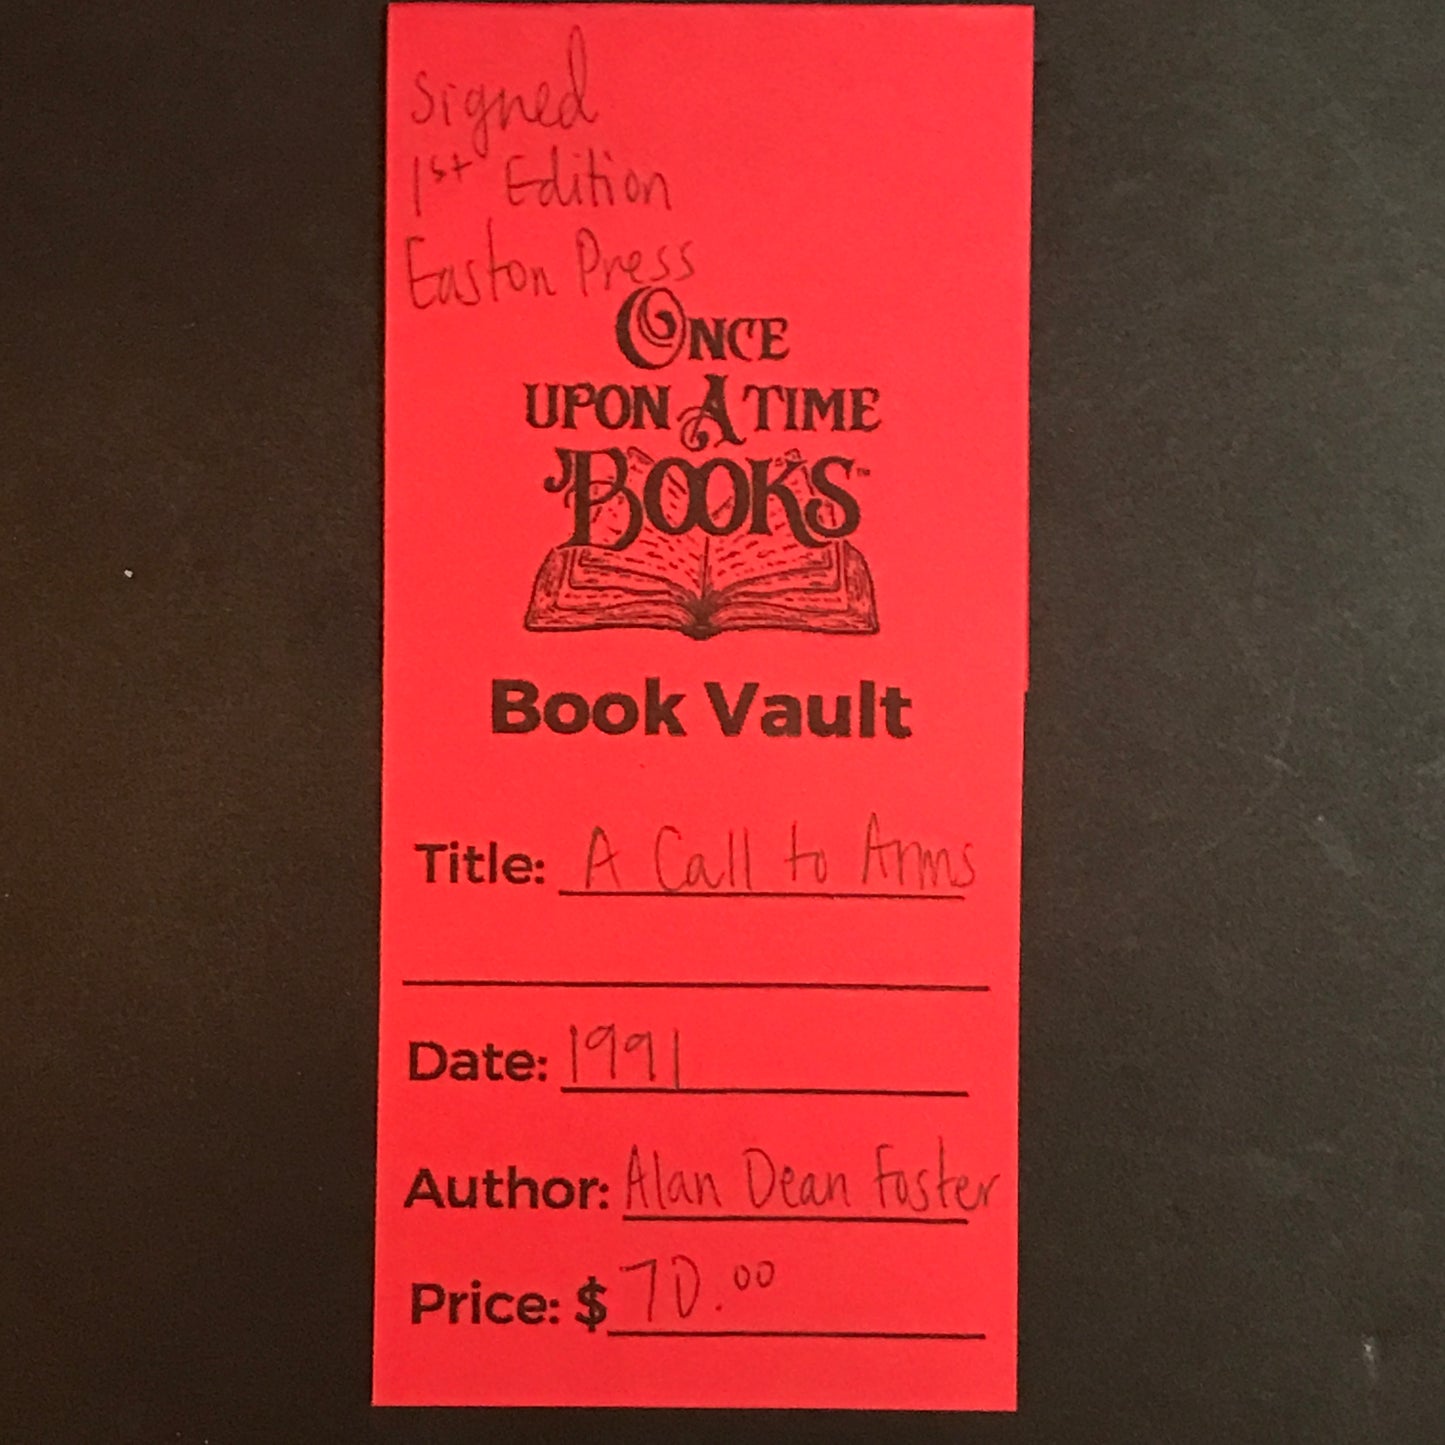 Signed
1st Edition
Easton Press
ONCE
UPON A TIME
BOOKS™
Book Vault
Title: A Call to Arms
Date: 1991
Author: Alan Dean Foster
Price: $ 70.00